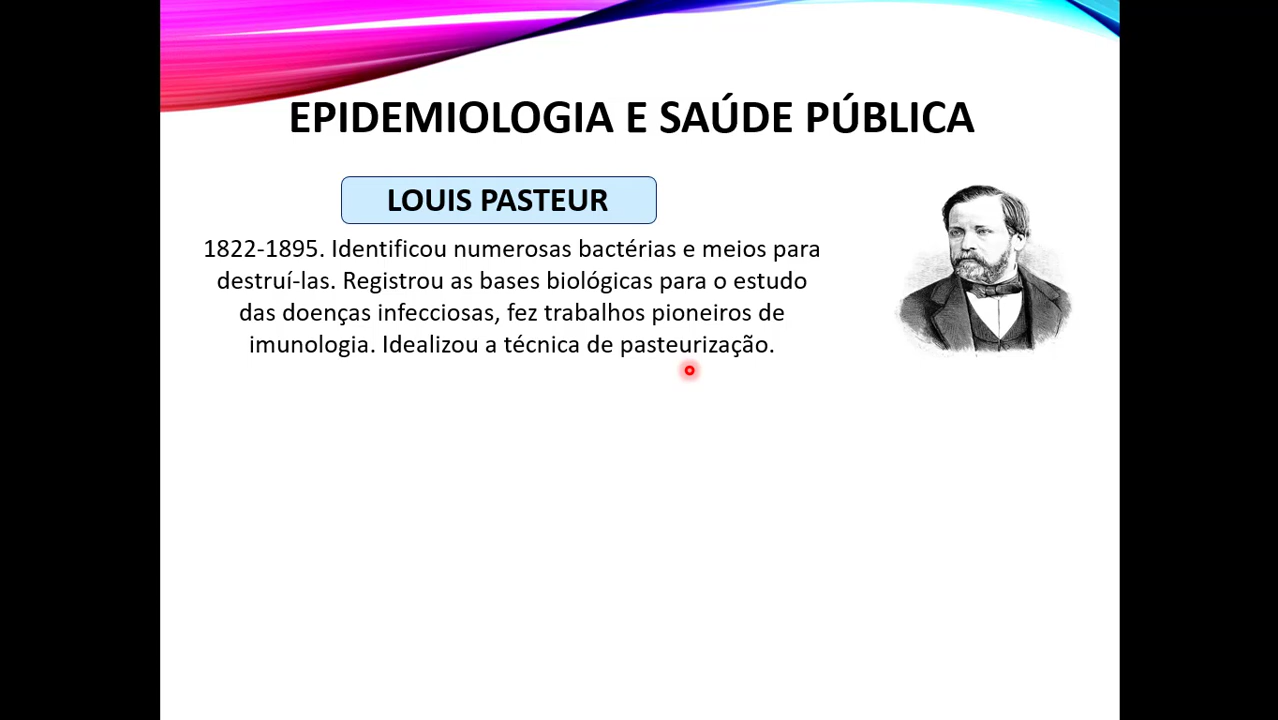 EPIDEMIOLOGIA E SAÚDE PÚBLICA
LOUIS PASTEUR
1822-1895. Identificou numerosas bactérias e meios para
destruí-las. Registrou as bases biológicas para o estudo
das doenças infecciosas, fez trabalhos pioneiros de
imunologia. Idealizou a técnica de pasteurização.